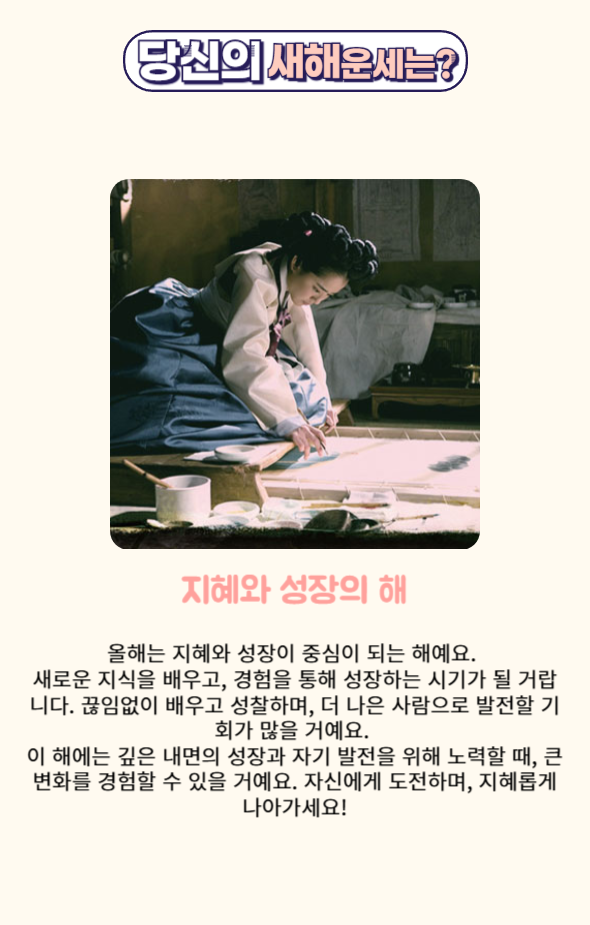 당신의 새해운세는?
지혜와 성장의 해
올해는 지혜와 성장이 중심이 되는 해예요.
새로운 지식을 배우고, 경험을 통해 성장하는 시기가 될 거랍
니다. 끊임없이 배우고 성찰하며, 더 나은 사람으로 발전할 기
회가 많을 거예요.
이 해에는 깊은 내면의 성장과 자기 발전을 위해 노력할 때, 큰
변화를 경험할 수 있을 거예요. 자신에게 도전하며, 지혜롭게
나아가세요!